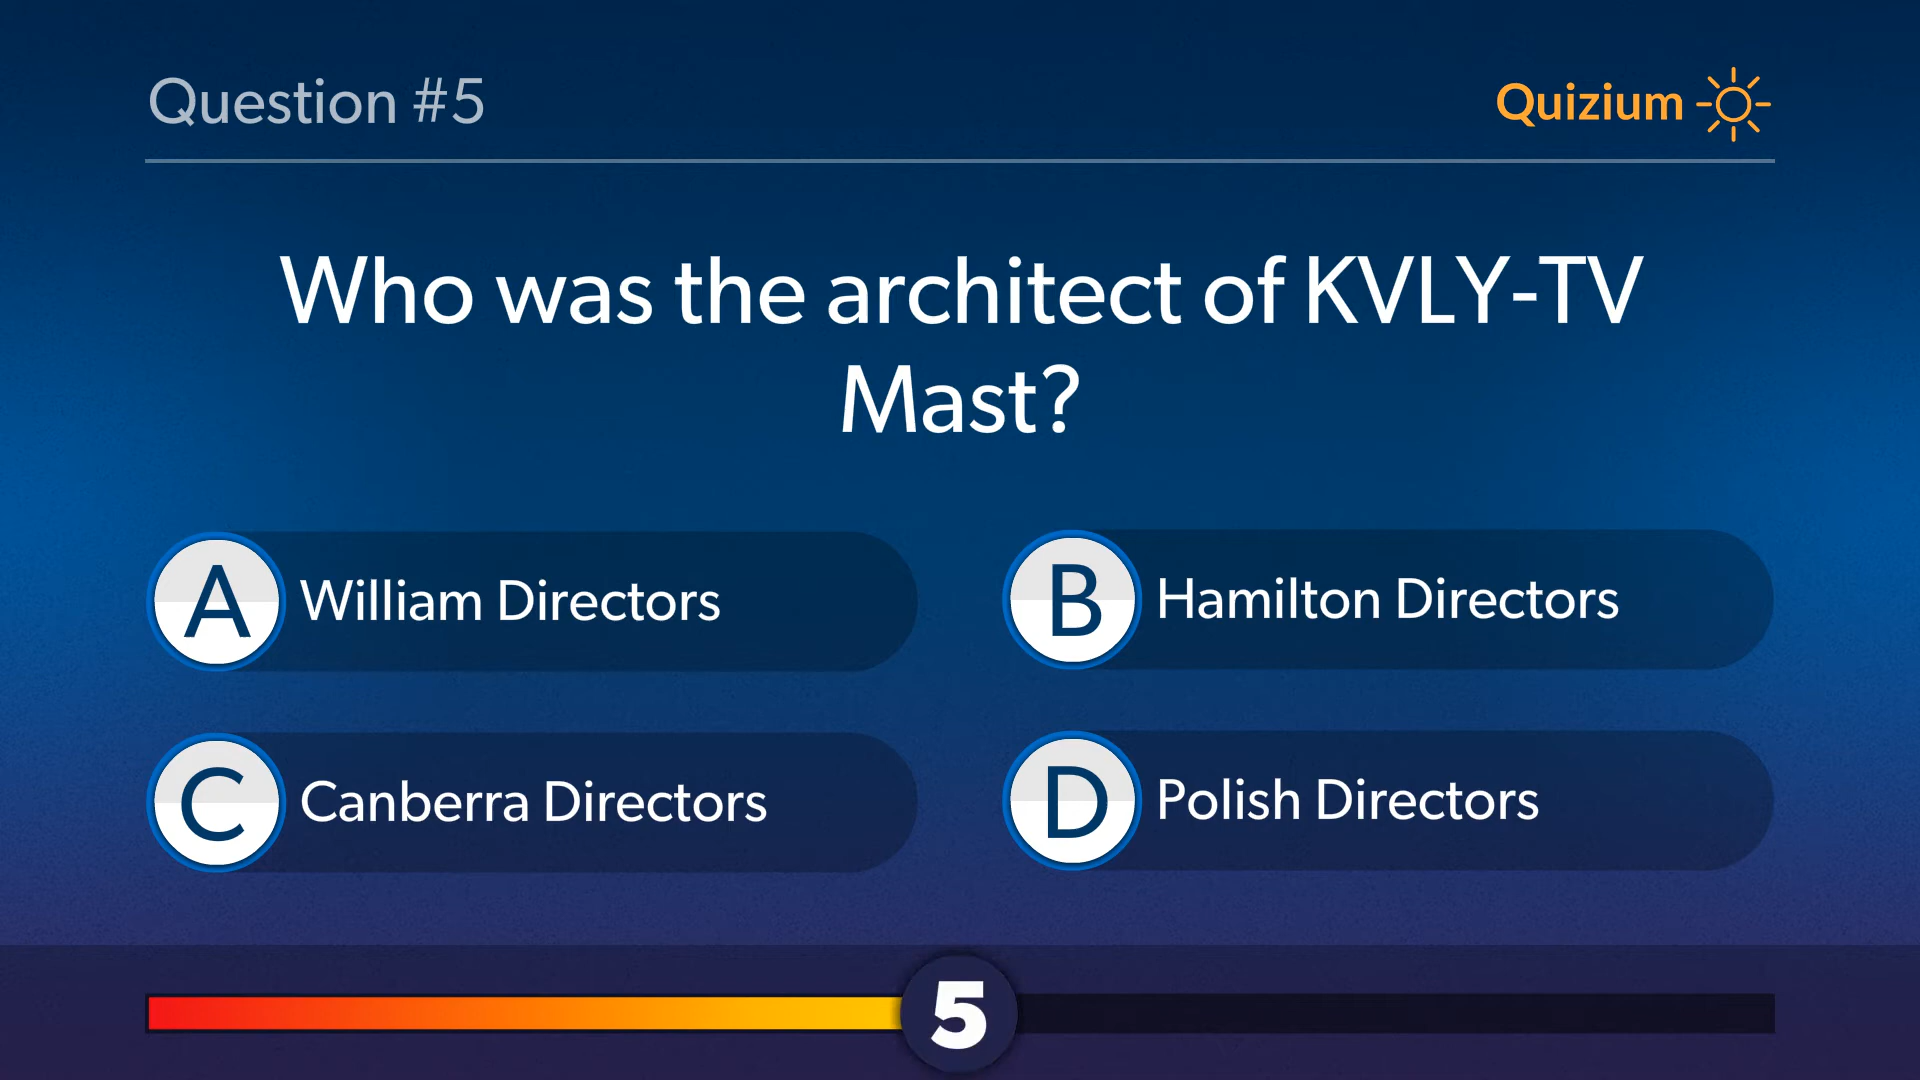 Question #5
Quizium
Who was the architect of KVLY-TV
Mast?
A William Directors
B Hamilton Directors
C Canberra Directors
D Polish Directors
5